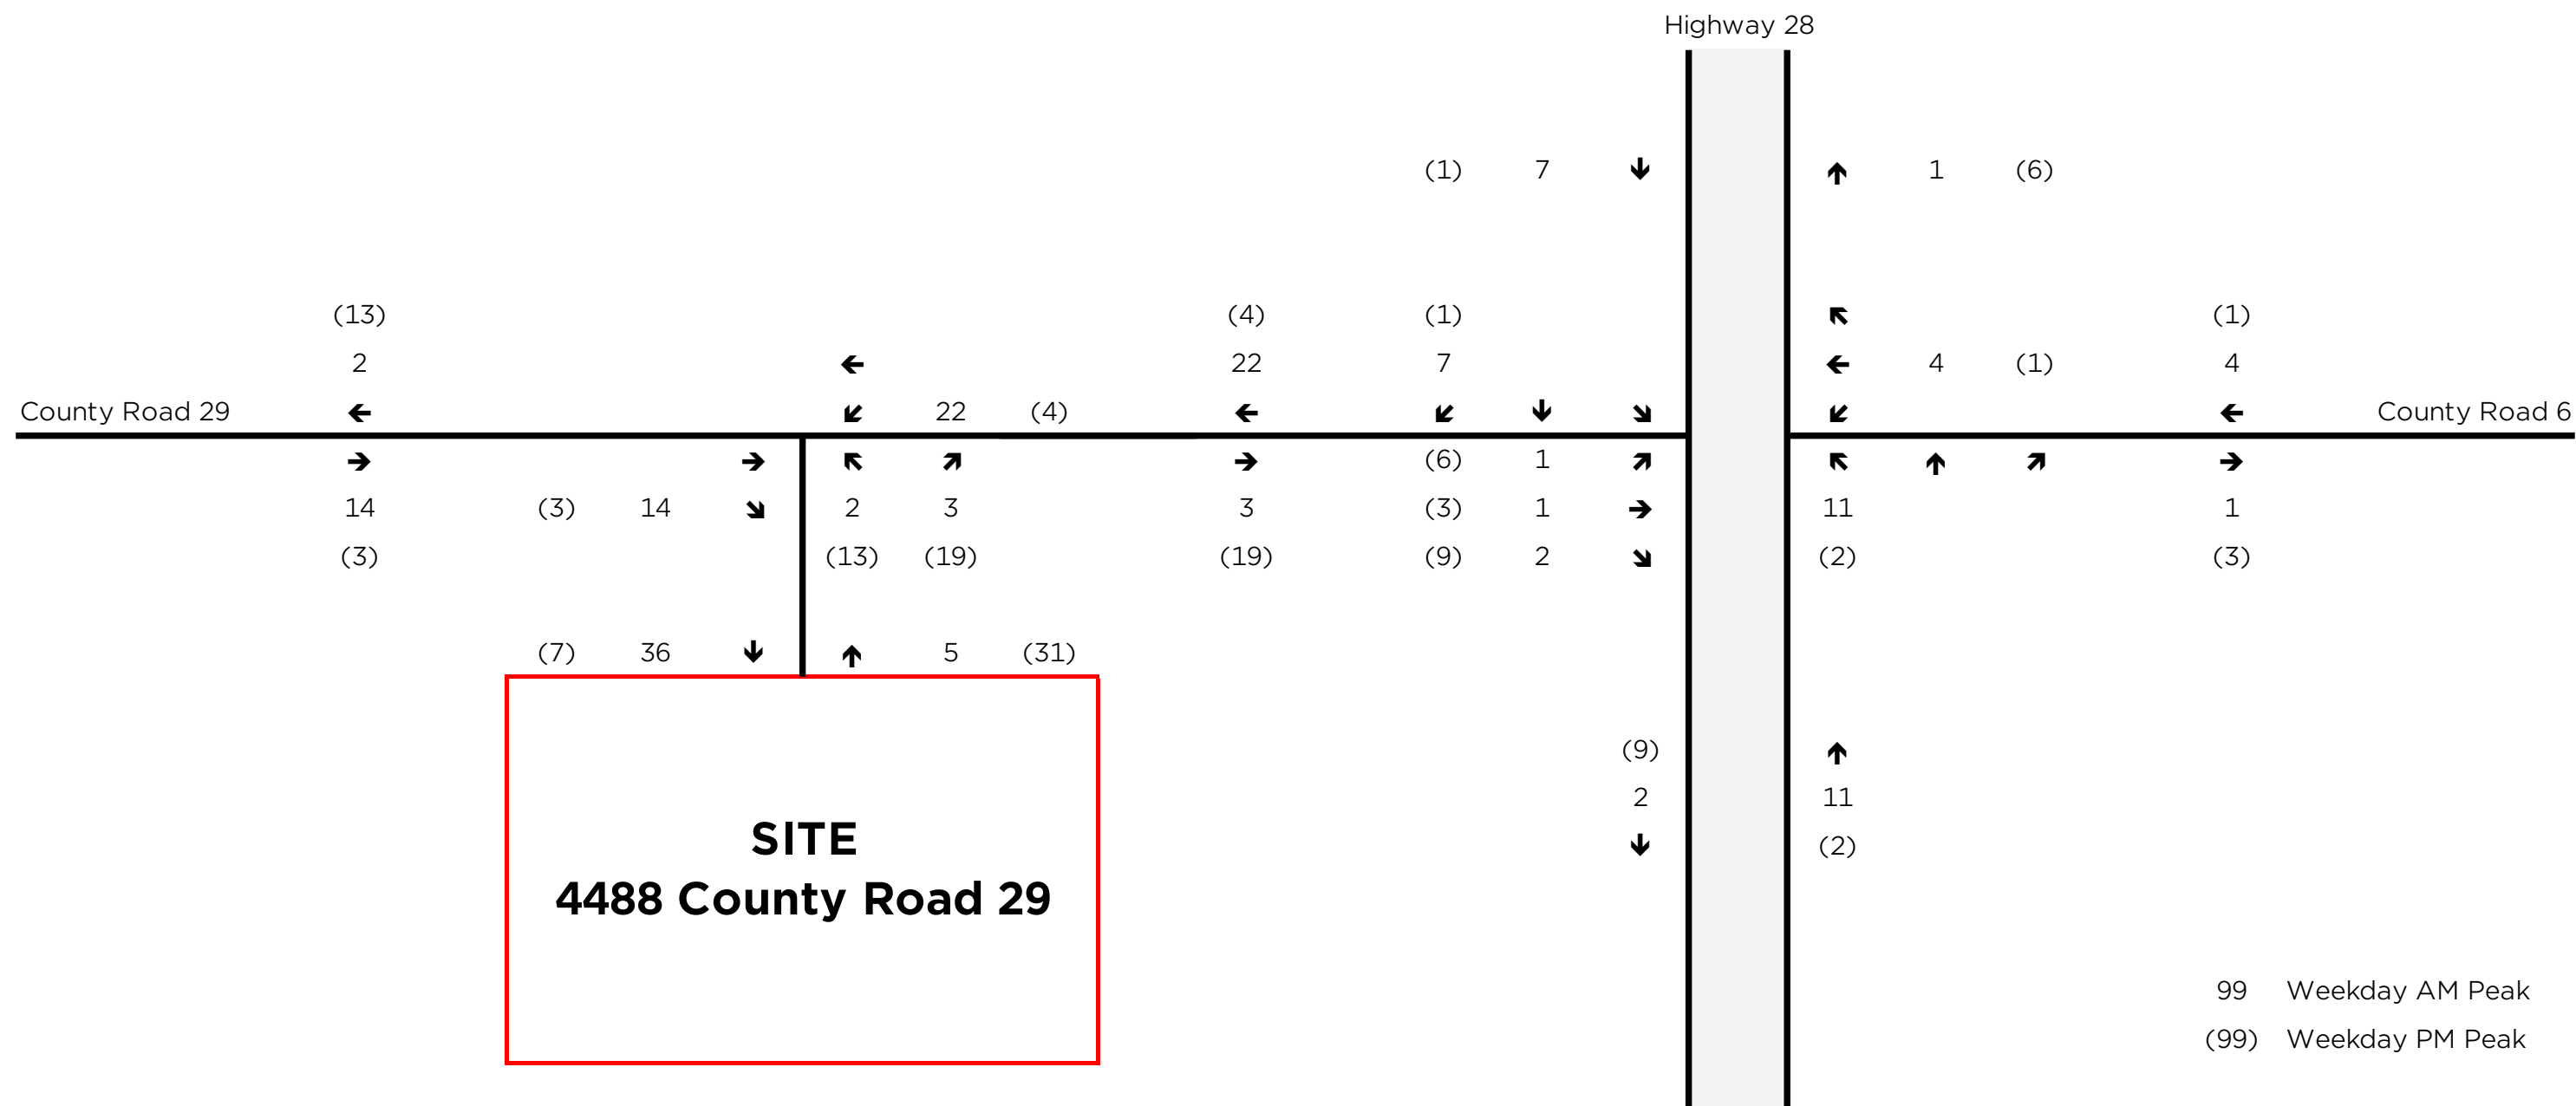 Highway 28
(1) 7 ↓ ↑ 1 (6)
(13) (4) (1) ↖ (1)
2 ← 22 7 ← 4 (1) 4
County Road 29 ← ↙ 22 (4) ← ↙ ↓ ↘ ↙ ← County Road 6
→ → ↖ ↗ → (6) 1 ↗ ↖ ↑ ↗ →
14 (3) 14 ↘ 2 3 3 (3) 1 → 11 1
(3) (13) (19) (19) (9) 2 ↘ (2) (3)
(7) 36 ↓ ↑ 5 (31)
(9) ↑
2 11
↓ (2)
SITE
4488 County Road 29
99 Weekday AM Peak
(99) Weekday PM Peak